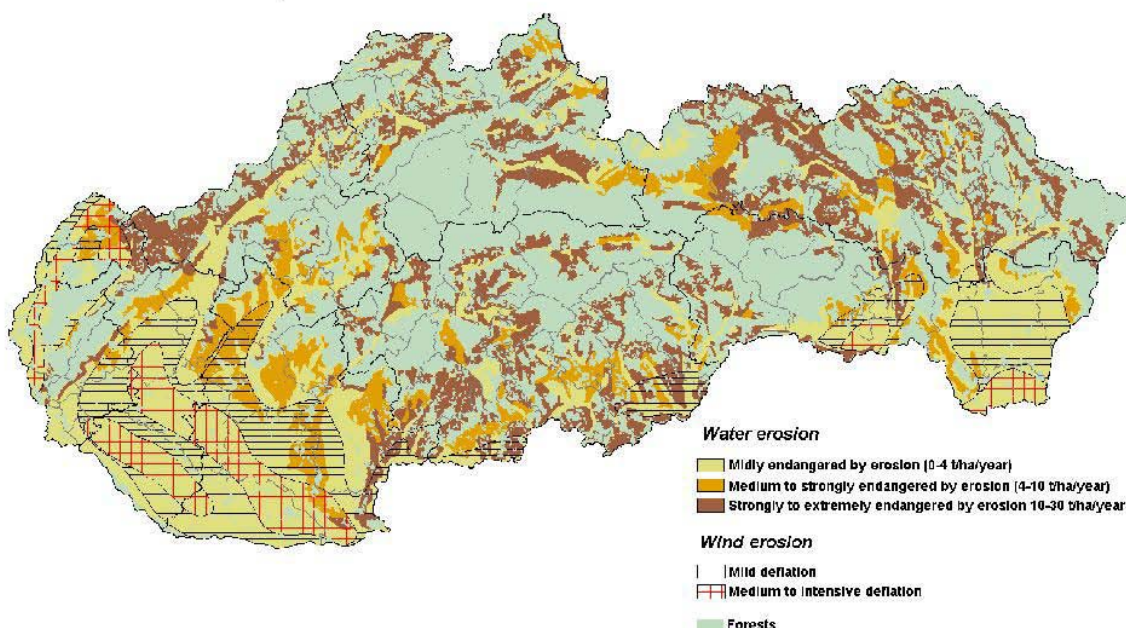 Water erosion
Midly endangered by erosion (0-4 t/ha/year)
Medium to strongly endangered by erosion (4-10 t/ha/year)
Strongly to extremely endangered by erosion 10-30 t/ha/year
Wind erosion
Mild deflation
Medium to intensive deflation
Forests